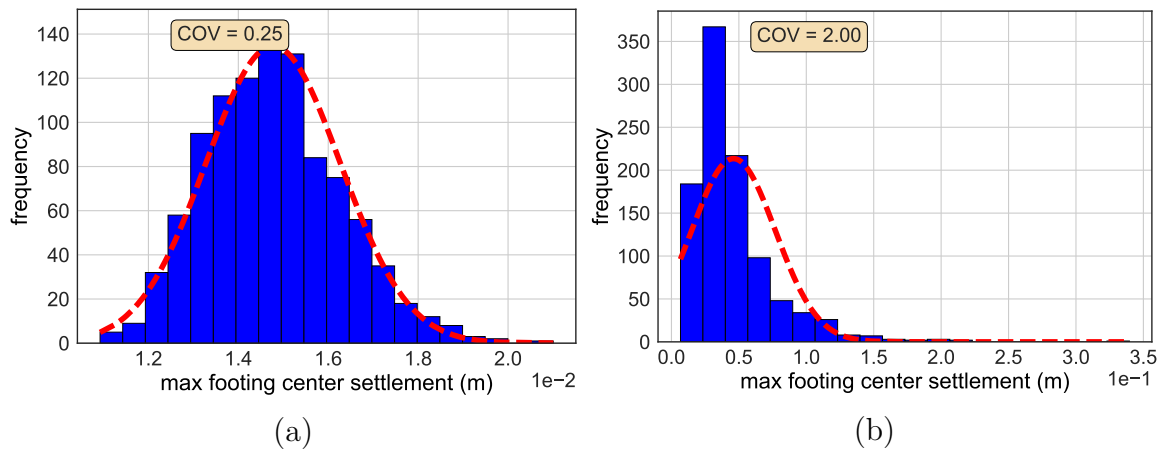 COV = 0.25
140
120
100
80
60
40
20
0
frequency
1.2 1.4 1.6 1.8 2.0
max footing center settlement (m)
1e−2
(a)
COV = 2.00
350
300
250
200
150
100
50
0
frequency
0.0 0.5 1.0 1.5 2.0 2.5 3.0 3.5
max footing center settlement (m)
1e−1
(b)